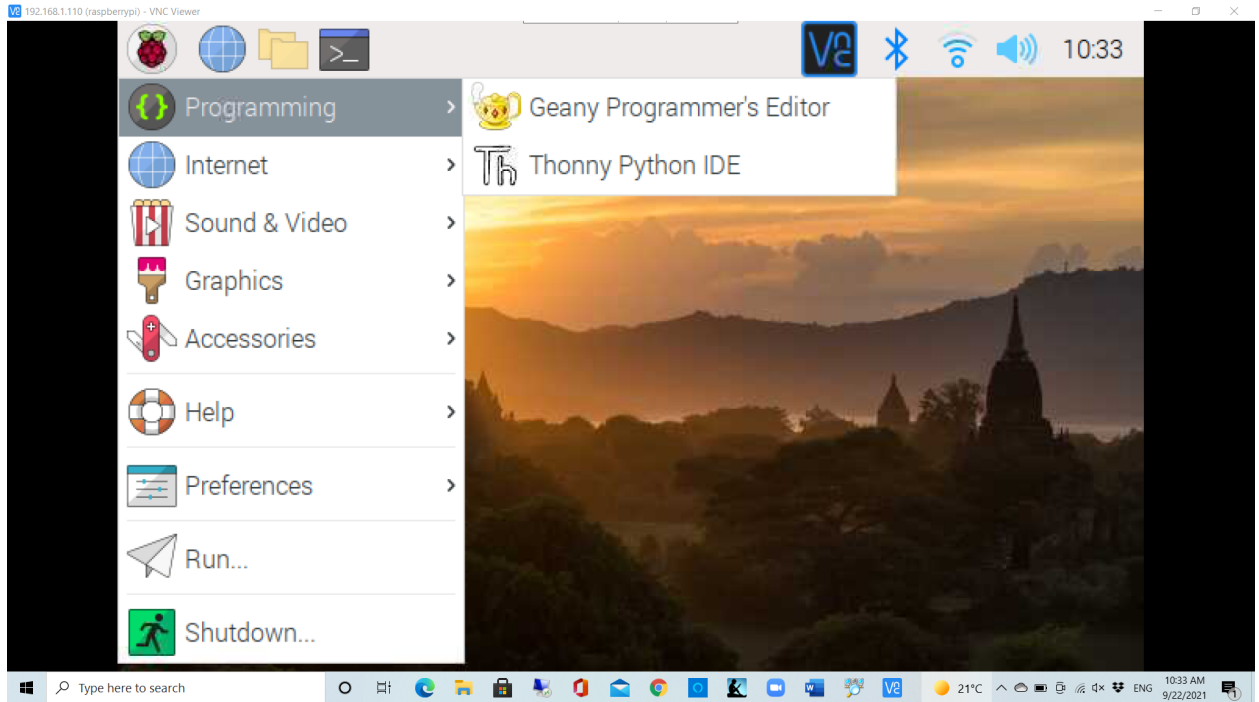 192.168.1.110 (raspberrypi) - VNC Viewer
10:33
Programming
Geany Programmer's Editor
Internet
Thonny Python IDE
Sound & Video
Graphics
Accessories
Help
Preferences
Run...
Shutdown...
Type here to search
21°C
ENG
10:33 AM
9/22/2021